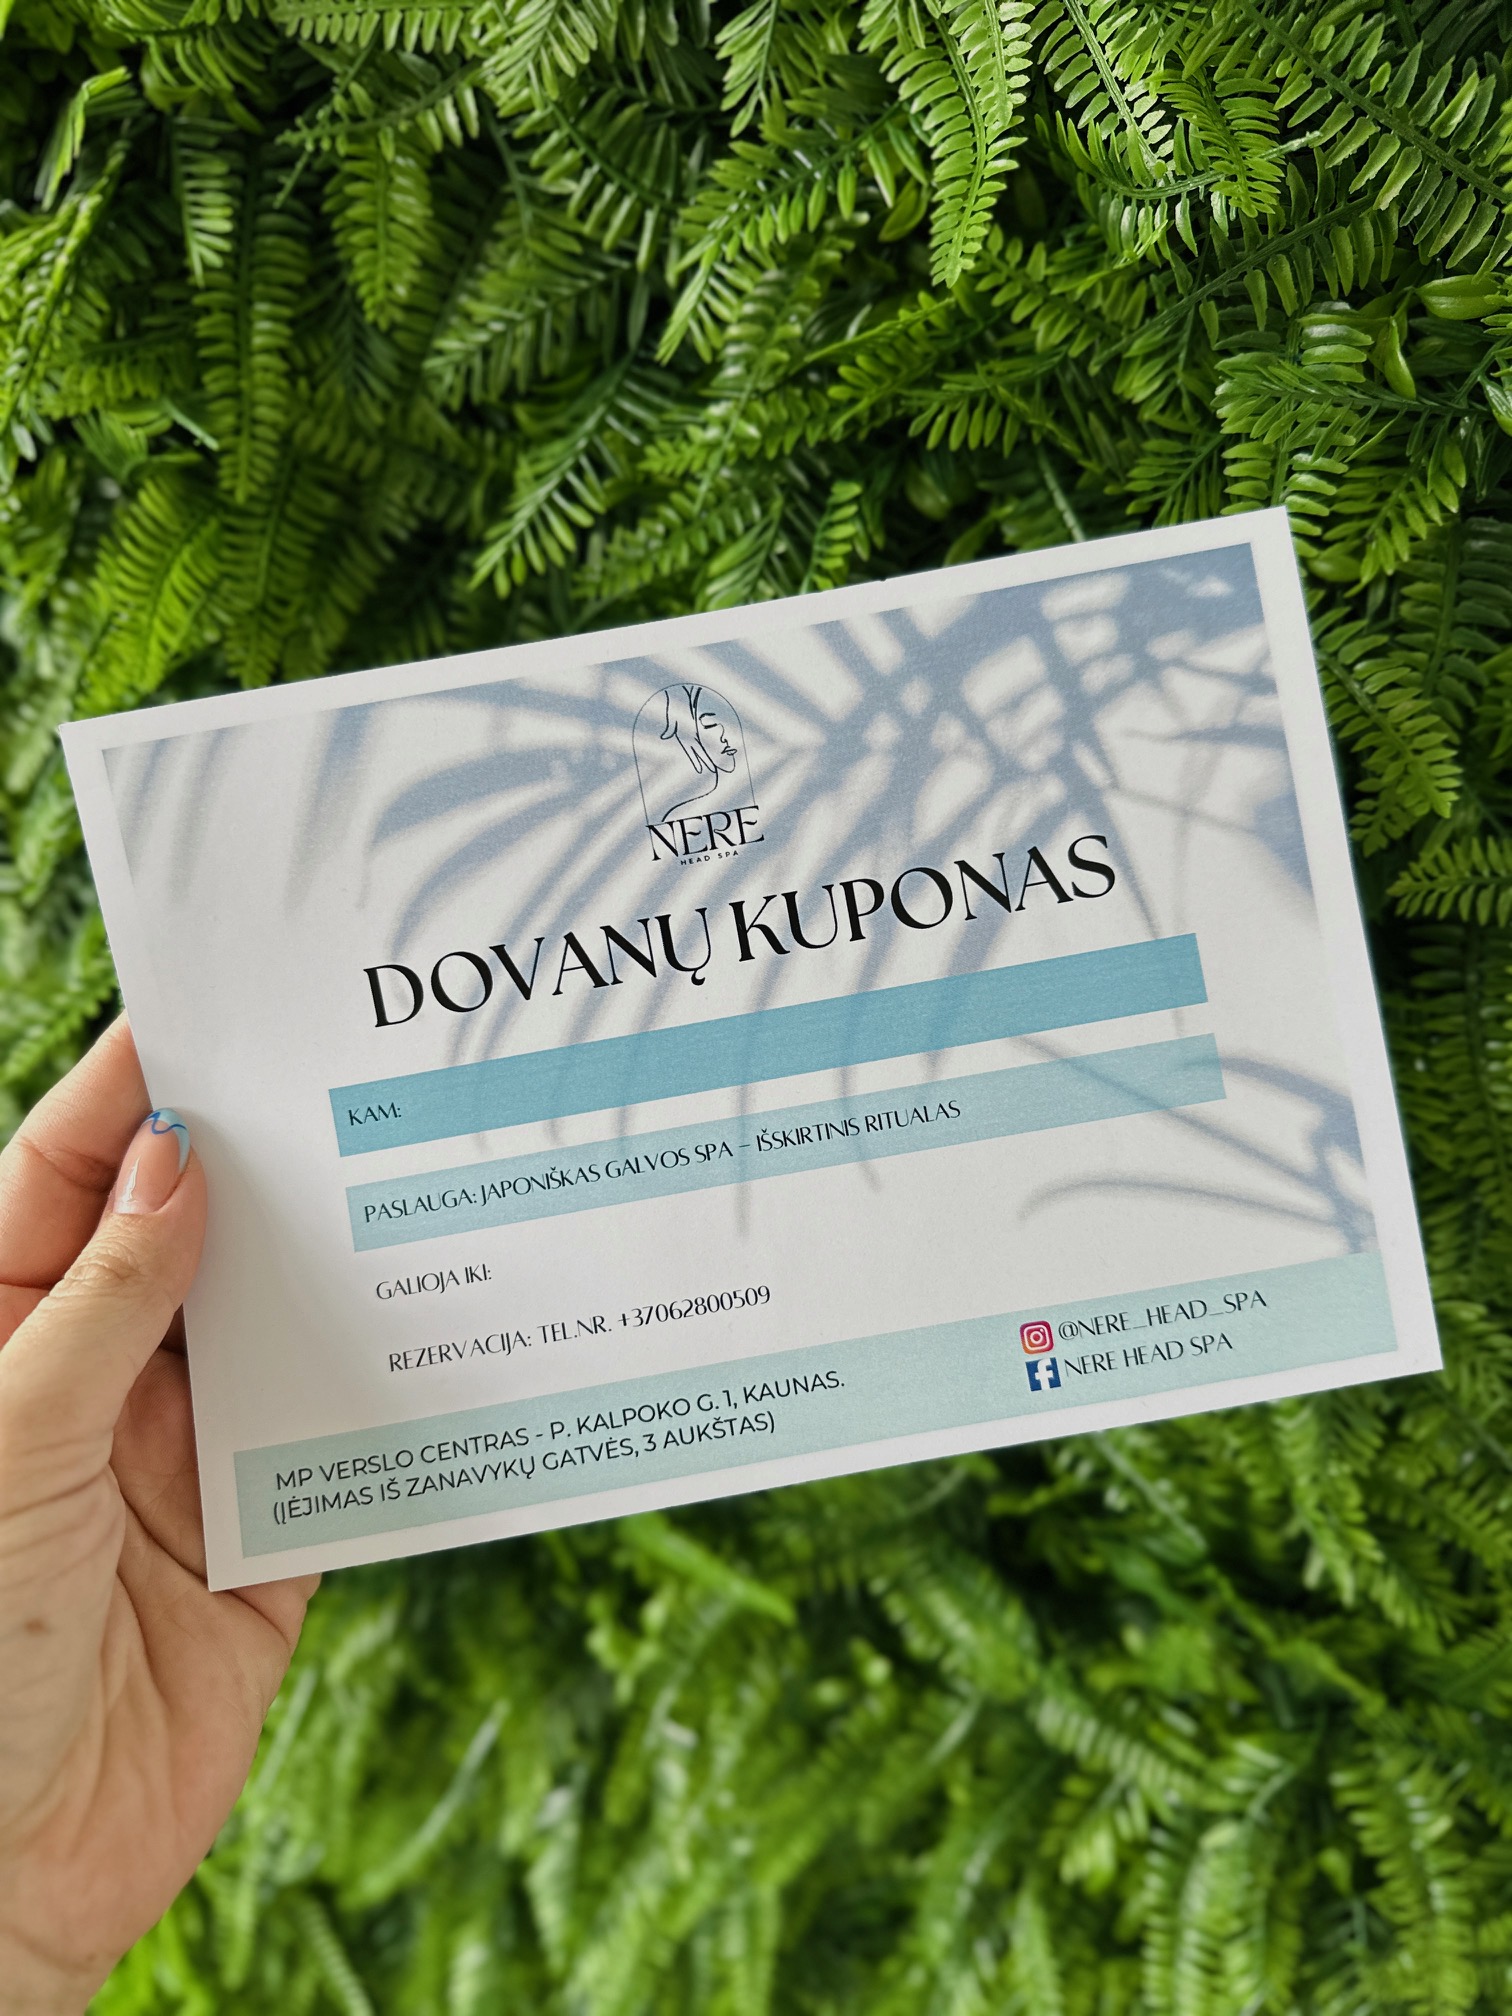 NERE
HEAD SPA
DOVANŲ KUPONAS
KAM:
PASLAUGA: JAPONIŠKAS GALVOS SPA – IŠSKIRTINIS RITUALAS
GALIOJA IKI:
REZERVACIJA: TEL.NR. +37062800509
MP VERSLO CENTRAS - P. KALPOKO G. 1, KAUNAS.
(ĮĖJIMAS IŠ ZANAVYKŲ GATVĖS, 3 AUKŠTAS)
@NERE_HEAD_SPA
NERE HEAD SPA